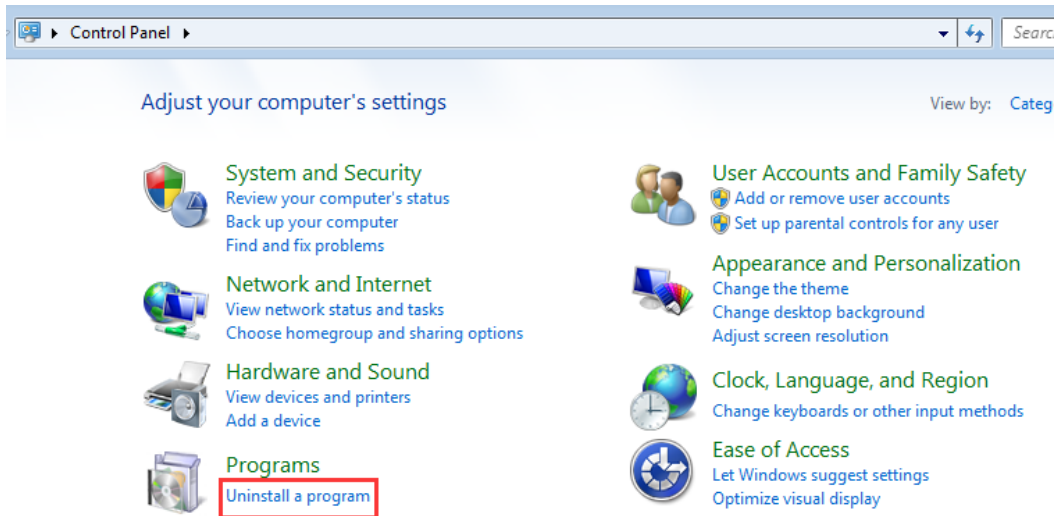 Control Panel
Searc
Adjust your computer's settings
View by: Categ
System and Security
Review your computer's status
Back up your computer
Find and fix problems
Network and Internet
View network status and tasks
Choose homegroup and sharing options
Hardware and Sound
View devices and printers
Add a device
Programs
Uninstall a program
User Accounts and Family Safety
Add or remove user accounts
Set up parental controls for any user
Appearance and Personalization
Change the theme
Change desktop background
Adjust screen resolution
Clock, Language, and Region
Change keyboards or other input methods
Ease of Access
Let Windows suggest settings
Optimize visual display